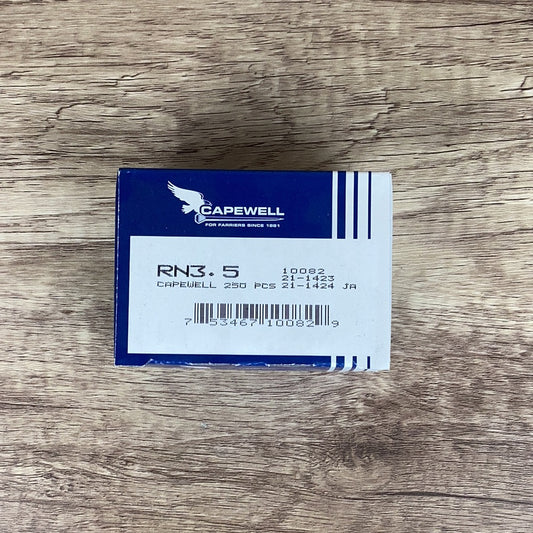 CAPEWELL
FOR FARRIERS SINCE 1881
RN3.5 10082
21-1423
CAPEWELL 250 PCS 21-1424 JA
7 53467 10082 9